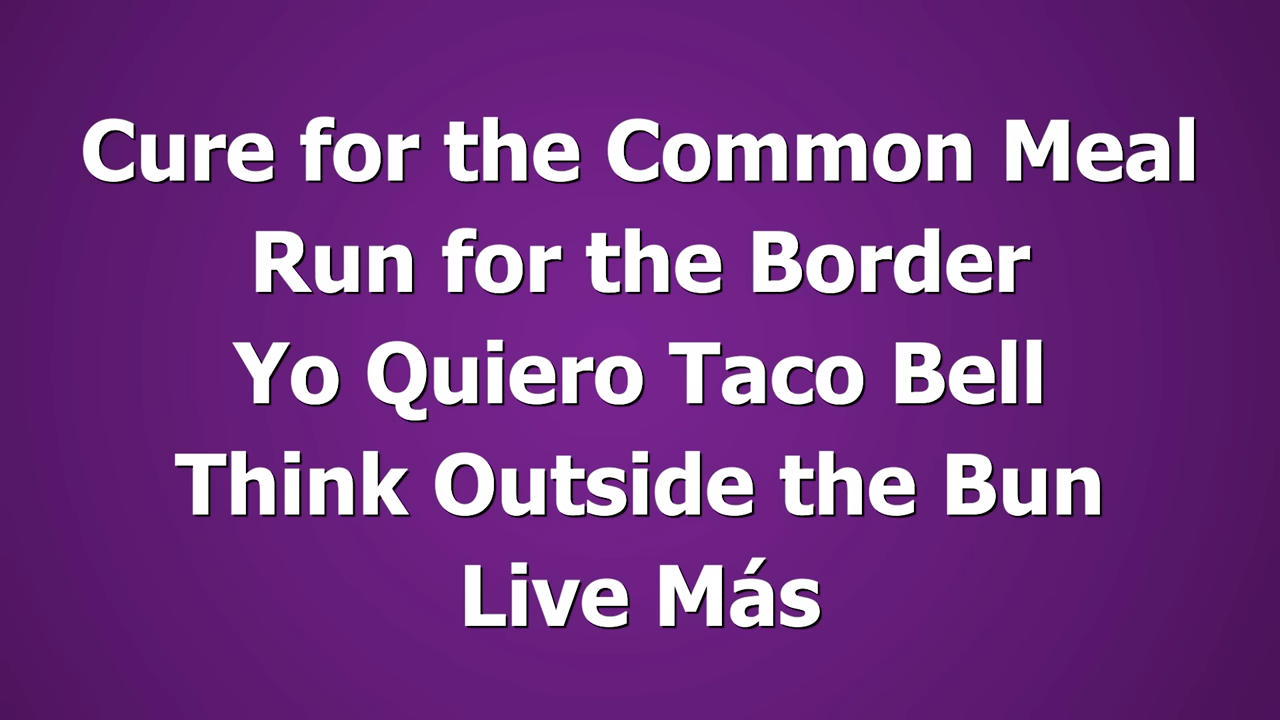 Cure for the Common Meal
Run for the Border
Yo Quiero Taco Bell
Think Outside the Bun
Live Más